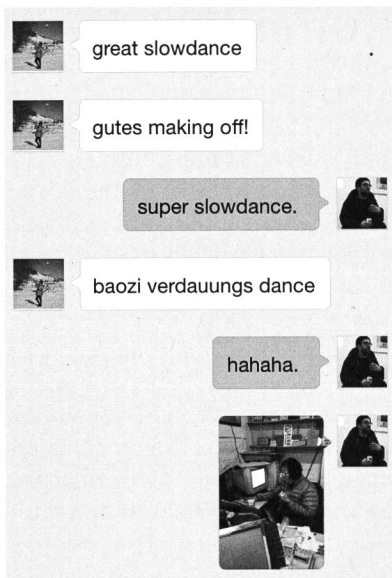 great slowdance
gutes making off!
super slowdance.
baozi verdauungs dance
hahaha.